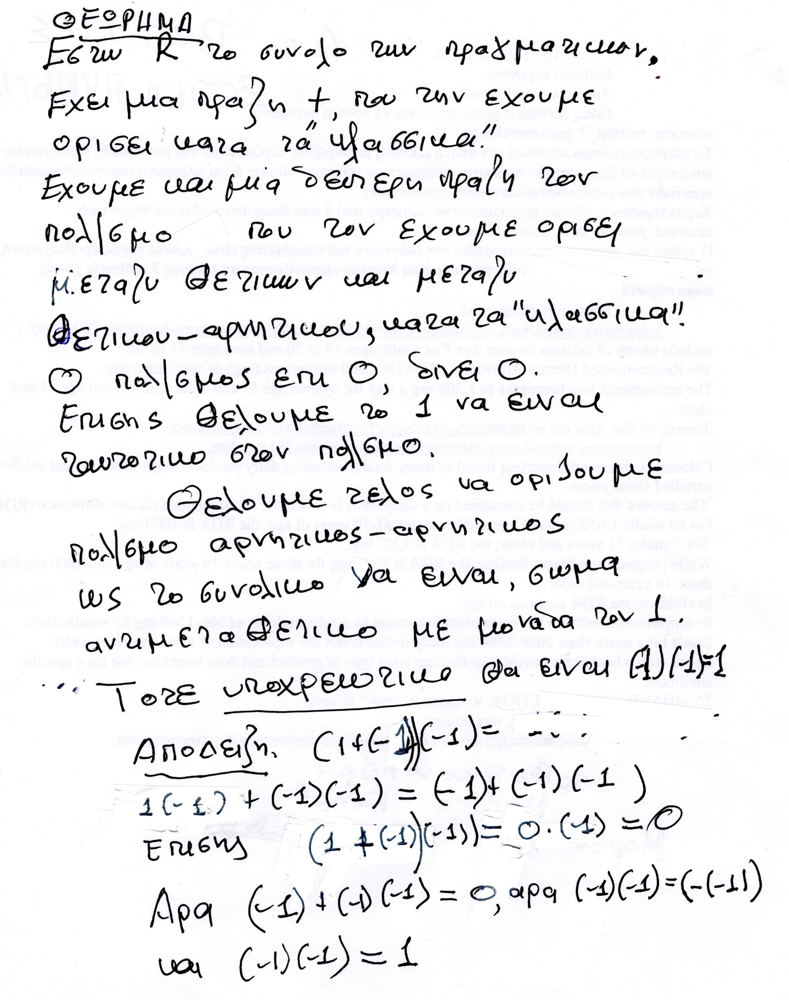 ΘΕΩΡΗΜΑ
Εστω R το συνολο των πραγματικων.
Εχει μια πραξη +, που την εχουμε
ορισει κατα τα "κλασσικα".
Εχουμε και μια δευτερη πραξη τον
πολ/σμο που τον εχουμε ορισει
μεταξυ θετικων και μεταξυ
θετικου-αρνητικου, κατα τα "κλασσικα".
Ο πολ/σμος επι 0, δινει 0.
Επισης θελουμε το 1 να ειναι
ταυτοτικο στον πολ/σμο.
Θελουμε τελος να ορισουμε
πολ/σμο αρνητικος-αρνητικος
ως το συνολικο να ειναι, σωμα
αντιμεταθετικο με μοναδα τον 1.
Τοτε υποχρεωτικα θα ειναι (-1)(-1)=1
Αποδειξη. (1+(-1))(-1)=
1(-1) + (-1)(-1) = (-1)+(-1)(-1)
Επισης (1+(-1))(-1))= 0.(-1) = 0
Αρα (-1)+(-1)(-1) = 0, αρα (-1)(-1)=(-(-1))
και (-1)(-1) = 1